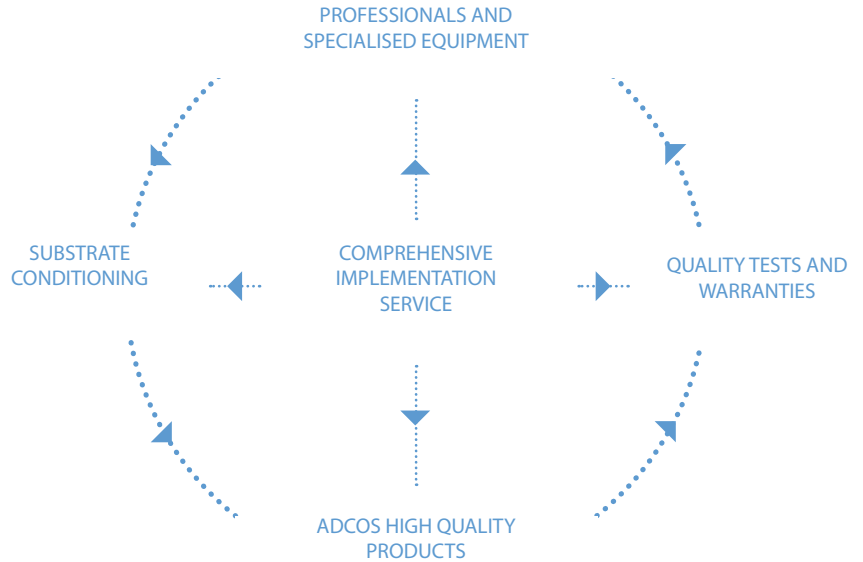 PROFESSIONALS AND
SPECIALISED EQUIPMENT
SUBSTRATE
CONDITIONING
COMPREHENSIVE
IMPLEMENTATION
SERVICE
QUALITY TESTS AND
WARRANTIES
ADCOS HIGH QUALITY
PRODUCTS